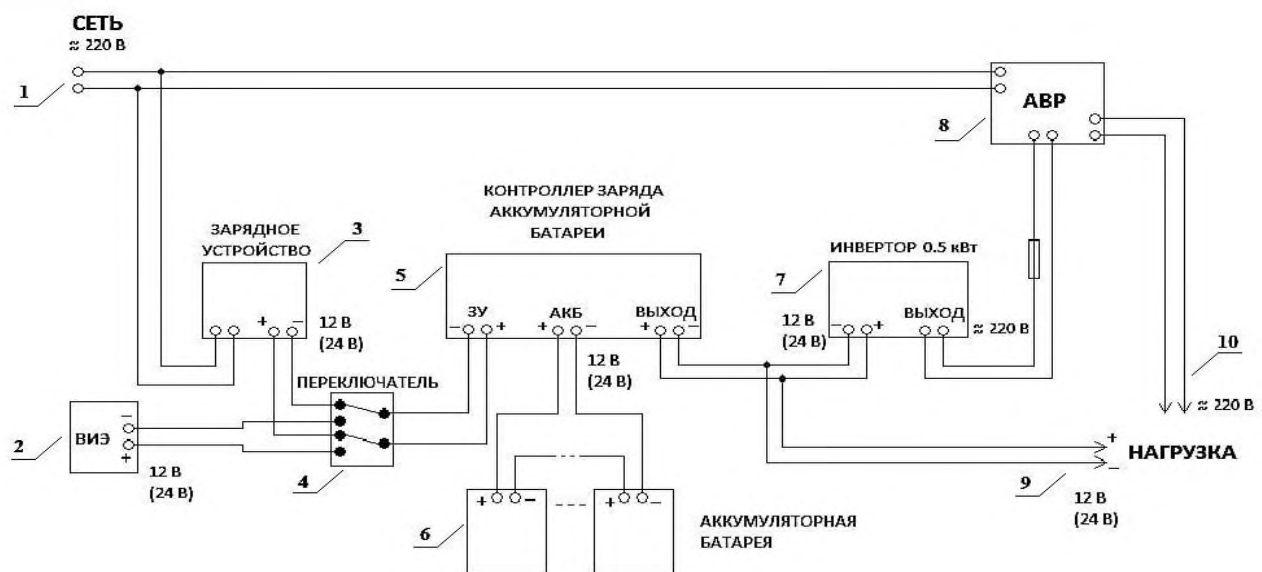 СЕТЬ
≈ 220 В
1
АВР
8
КОНТРОЛЛЕР ЗАРЯДА
АККУМУЛЯТОРНОЙ
БАТАРЕИ
ЗАРЯДНОЕ
УСТРОЙСТВО
3
5
ИНВЕРТОР 0.5 кВт
7
+ −
12 В
(24 В)
ЗУ
− +
АКБ
+ −
ВЫХОД
+ −
12 В
(24 В)
− +
ВЫХОД
≈ 220 В
12 В
(24 В)
10
ПЕРЕКЛЮЧАТЕЛЬ
≈ 220 В
2
ВИЭ
−
+
12 В
(24 В)
4
+
−
НАГРУЗКА
9
12 В
(24 В)
6
+ −
+ −
АККУМУЛЯТОРНАЯ
БАТАРЕЯ